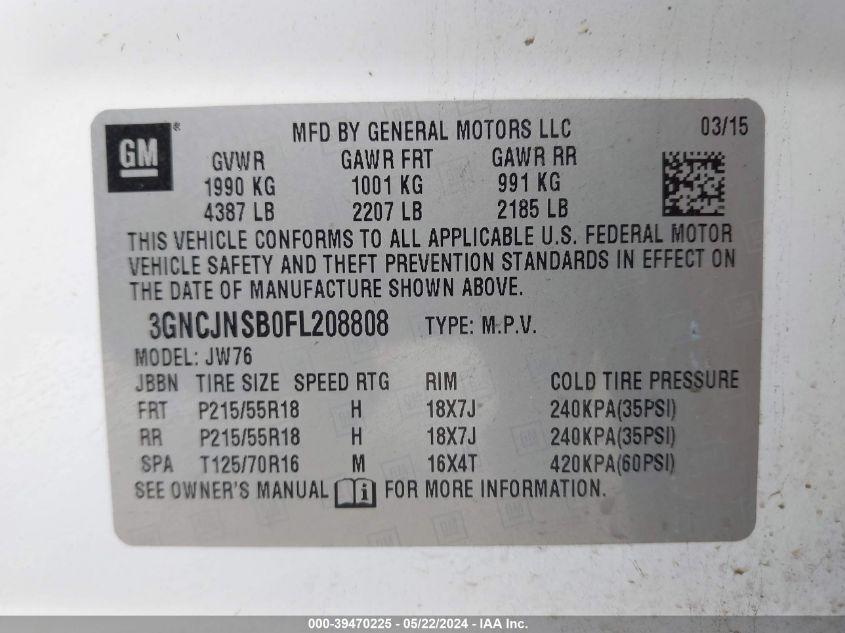 GM® MFD BY GENERAL MOTORS LLC 03/15
GVWR GAWR FRT GAWR RR
1990 KG 1001 KG 991 KG
4387 LB 2207 LB 2185 LB
THIS VEHICLE CONFORMS TO ALL APPLICABLE U.S. FEDERAL MOTOR
VEHICLE SAFETY AND THEFT PREVENTION STANDARDS IN EFFECT ON
THE DATE OF MANUFACTURE SHOWN ABOVE.
3GNCJNSB0FL208808 TYPE: M.P.V.
MODEL: JW76
JBBN TIRE SIZE SPEED RTG RIM COLD TIRE PRESSURE
FRT P215/55R18 H 18X7J 240KPA(35PSI)
RR P215/55R18 H 18X7J 240KPA(35PSI)
SPA T125/70R16 M 16X4T 420KPA(60PSI)
SEE OWNER'S MANUAL i FOR MORE INFORMATION.
000-39470225 - 05/22/2024 - IAA Inc.